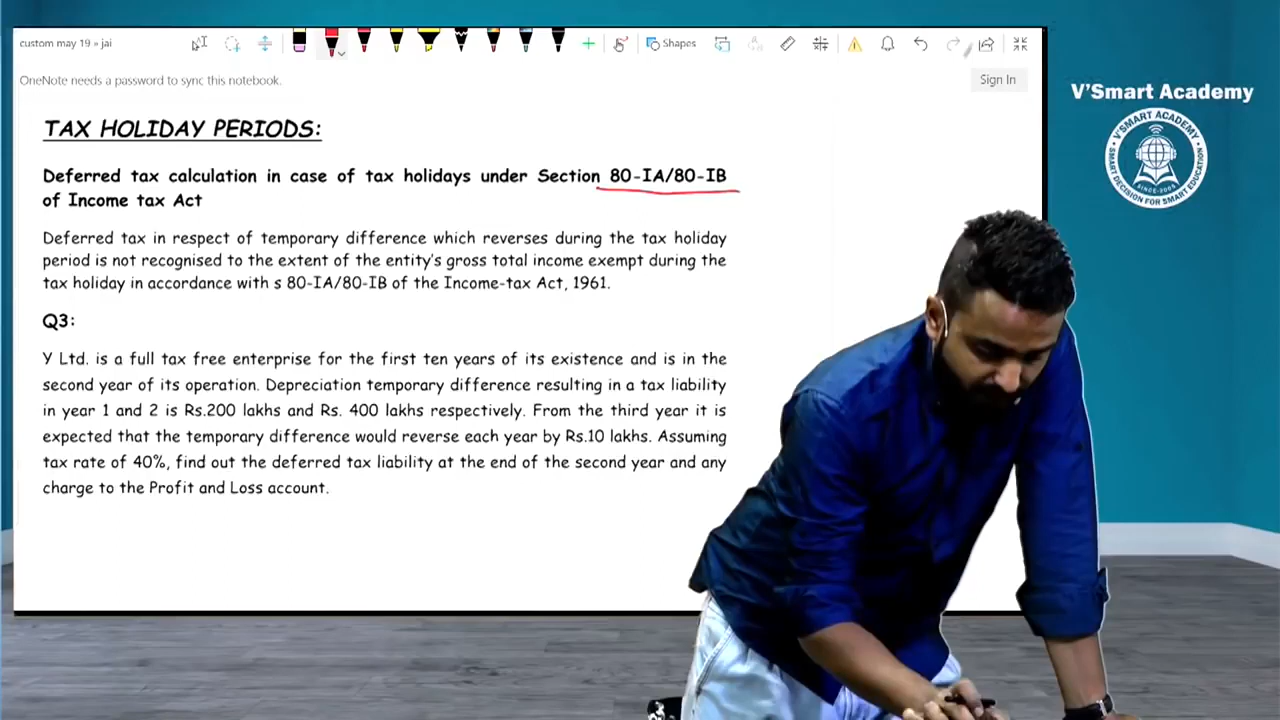 custom may 19 » jai
Shapes
OneNote needs a password to sync this notebook.
Sign In
TAX HOLIDAY PERIODS:
Deferred tax calculation in case of tax holidays under Section 80-IA/80-IB
of Income tax Act
Deferred tax in respect of temporary difference which reverses during the tax holiday
period is not recognised to the extent of the entity's gross total income exempt during the
tax holiday in accordance with s 80-IA/80-IB of the Income-tax Act, 1961.
Q3:
Y Ltd. is a full tax free enterprise for the first ten years of its existence and is in the
second year of its operation. Depreciation temporary difference resulting in a tax liability
in year 1 and 2 is Rs.200 lakhs and Rs. 400 lakhs respectively. From the third year it is
expected that the temporary difference would reverse each year by Rs.10 lakhs. Assuming
tax rate of 40%, find out the deferred tax liability at the end of the second year and any
charge to the Profit and Loss account.
V'Smart Academy
V'SMART ACADEMY
SINCE-2005
SMART DECISION FOR SMART EDUCATION